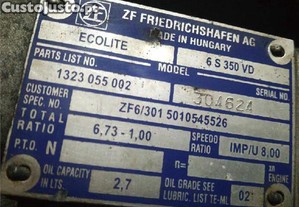 CustoJusto.pt
ZF FRIEDRICHSHAFEN AG
MADE IN HUNGARY
ECOLITE 6 S 350 VD
PARTS LIST NO. MODEL
1323 055 002 304624
CUSTOMER SPEC. NO. ZF6/301 5010545526
TOTAL RATIO 6,73-1,00 SPEEDO RATIO IMP/U 8,00
P.T.O. N n= x n ENGINE
OIL CAPACITY IN LTS. 2,7 OIL GRADE SEE LUBRIC. LIST TE-ML 02